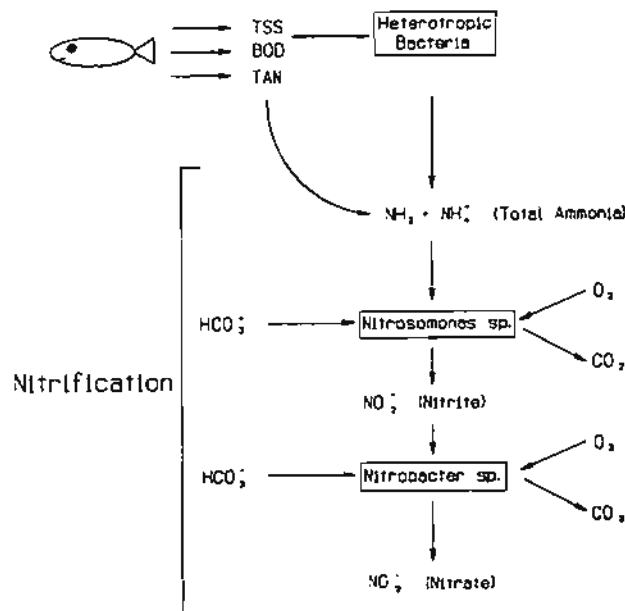 TSS
BOD
TAN
Heterotropic
Bacteria
NH₃ + NH₄⁺ (Total Ammonia)
HCO₃⁻
Nitrosomonas sp.
O₂
CO₂
Nitrification
NO₂⁻ (Nitrite)
HCO₃⁻
Nitrobacter sp.
O₂
CO₂
NO₃⁻ (Nitrate)